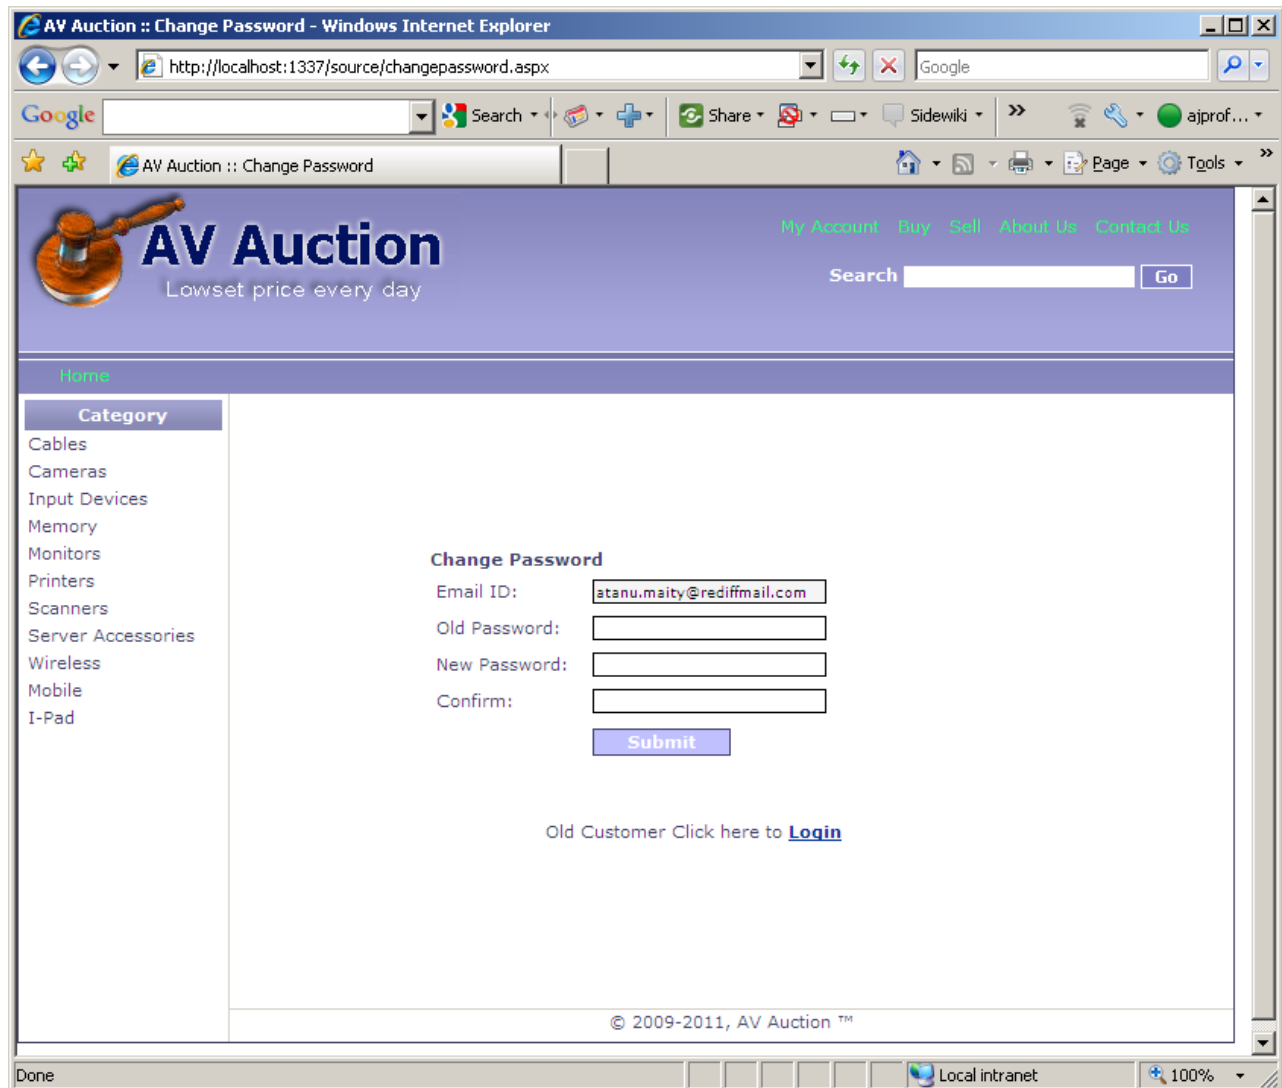 AV Auction :: Change Password - Windows Internet Explorer
http://localhost:1337/source/changepassword.aspx
Google
Google
Search
Share
Sidewiki
»
ajprof...
AV Auction :: Change Password
Page
Tools
»
AV Auction
Lowset price every day
My Account Buy Sell About Us Contact Us
Search
Go
Home
Category
Cables
Cameras
Input Devices
Memory
Monitors
Printers
Scanners
Server Accessories
Wireless
Mobile
I-Pad
Change Password
Email ID: atanu.maity@rediffmail.com
Old Password:
New Password:
Confirm:
Submit
Old Customer Click here to Login
© 2009-2011, AV Auction ™
Done
Local intranet
100%